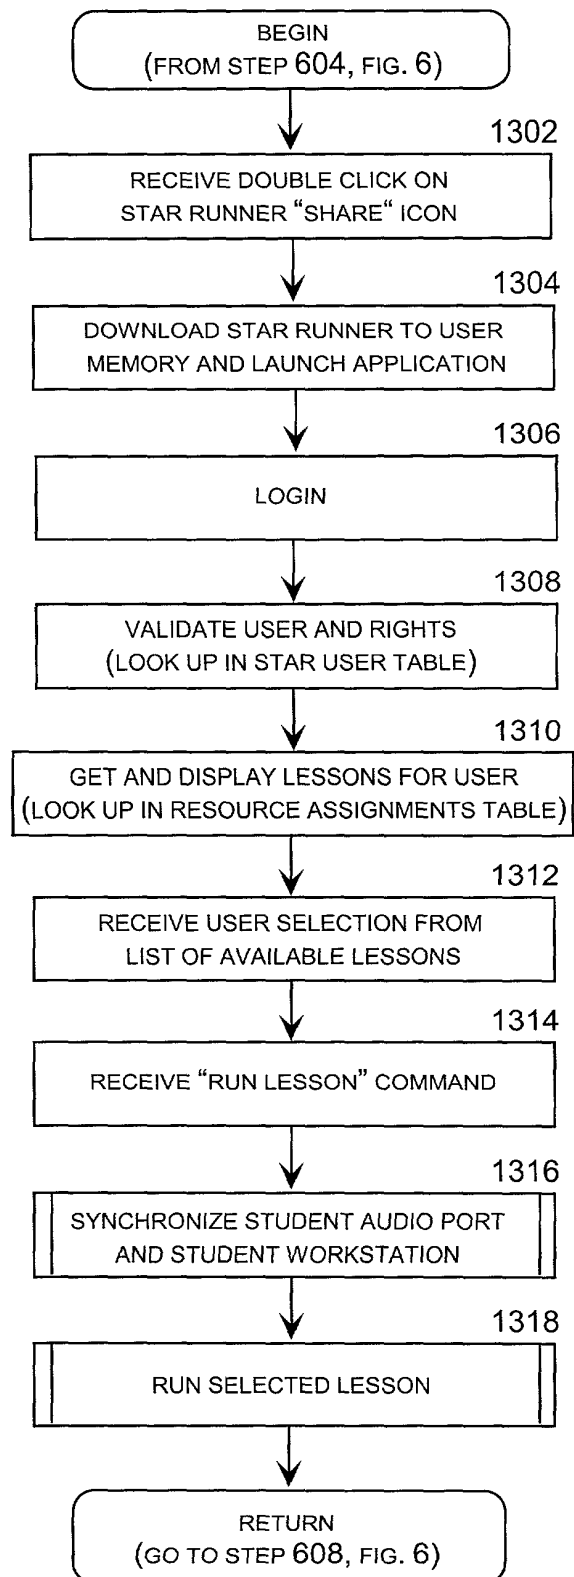 BEGIN
(FROM STEP 604, FIG. 6)
1302
RECEIVE DOUBLE CLICK ON
STAR RUNNER “SHARE“ ICON
1304
DOWNLOAD STAR RUNNER TO USER
MEMORY AND LAUNCH APPLICATION
1306
LOGIN
1308
VALIDATE USER AND RIGHTS
(LOOK UP IN STAR USER TABLE)
1310
GET AND DISPLAY LESSONS FOR USER
(LOOK UP IN RESOURCE ASSIGNMENTS TABLE)
1312
RECEIVE USER SELECTION FROM
LIST OF AVAILABLE LESSONS
1314
RECEIVE “RUN LESSON“ COMMAND
1316
SYNCHRONIZE STUDENT AUDIO PORT
AND STUDENT WORKSTATION
1318
RUN SELECTED LESSON
RETURN
(GO TO STEP 608, FIG. 6)